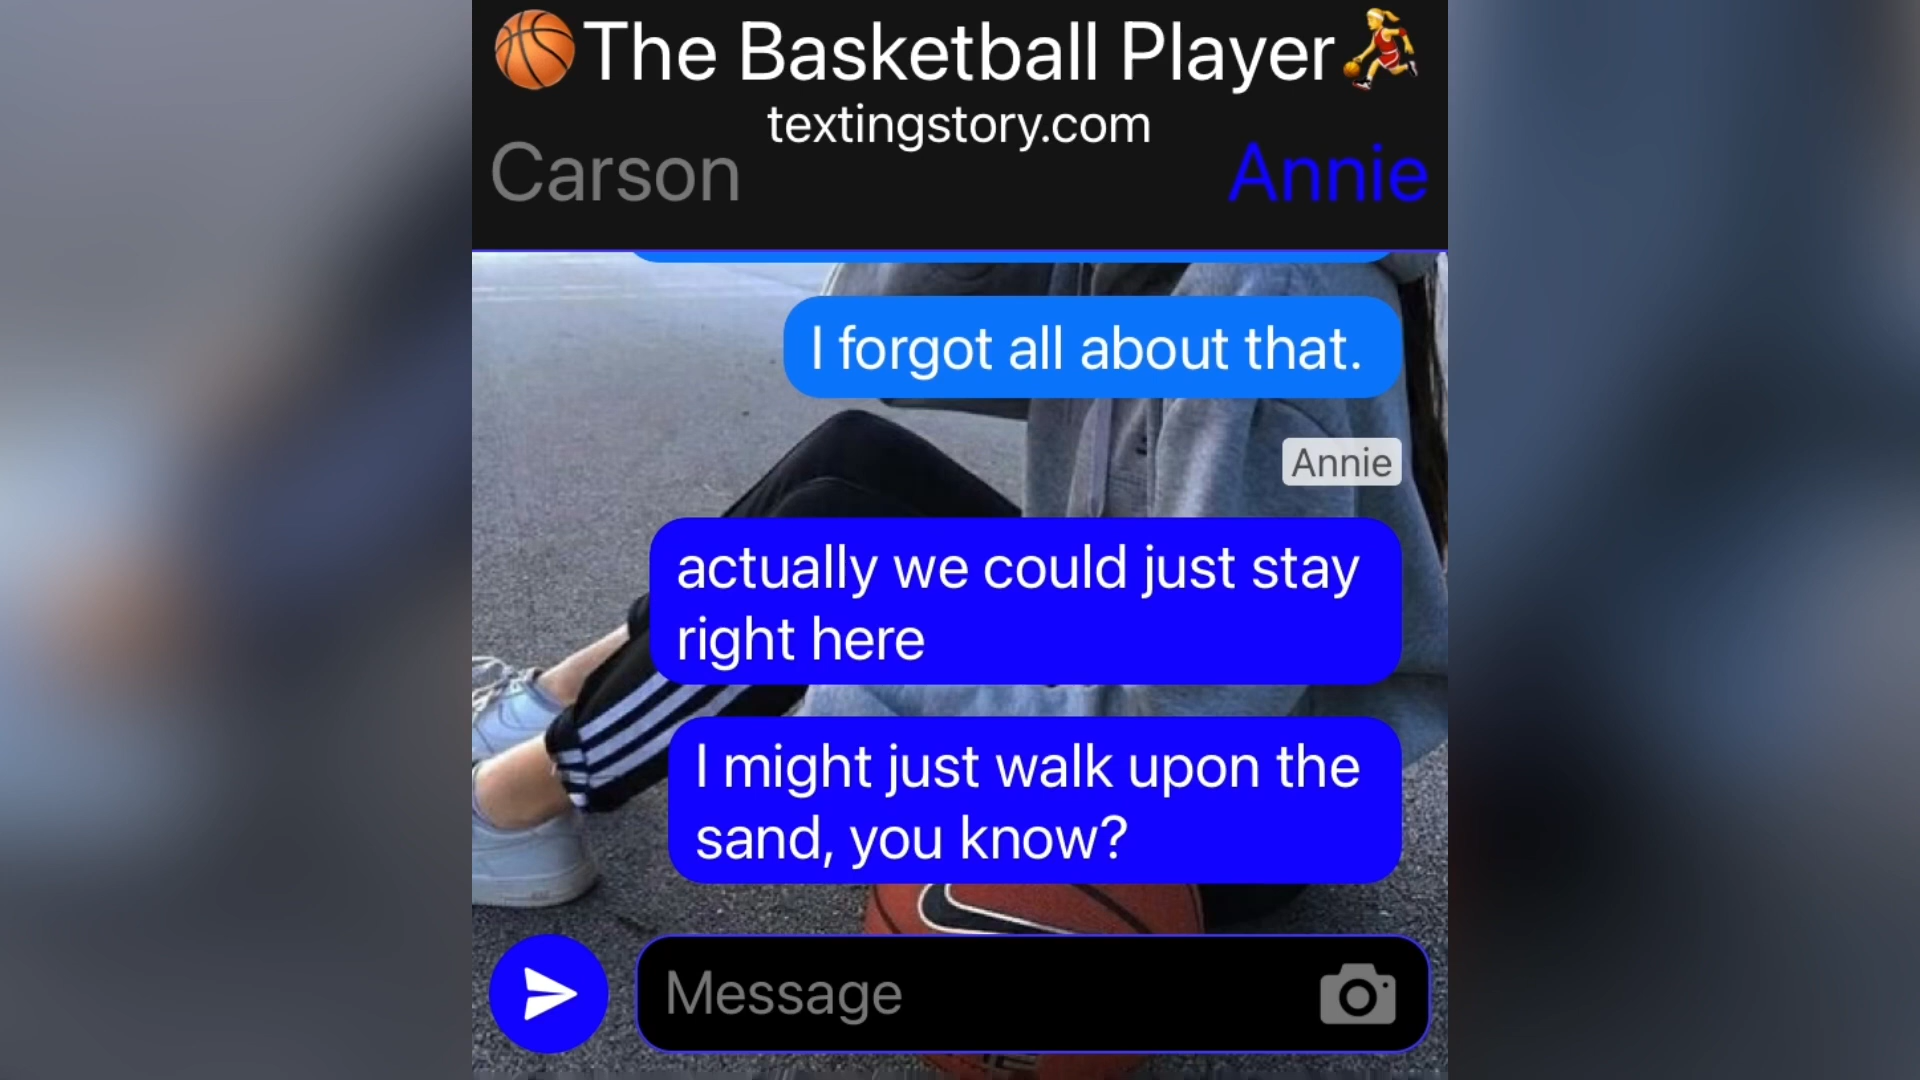 🏀The Basketball Player⛹️‍♀️
textingstory.com
Carson
Annie
I forgot all about that.
Annie
actually we could just stay
right here
I might just walk upon the
sand, you know?
Message